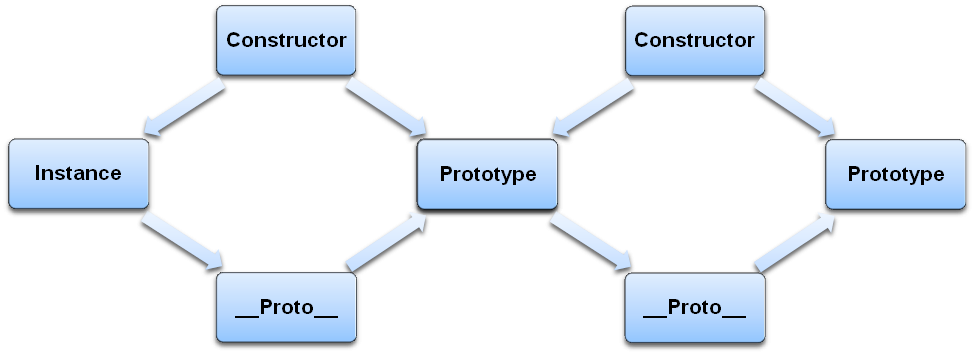 Constructor
Constructor
Instance
Prototype
Prototype
__Proto__
__Proto__